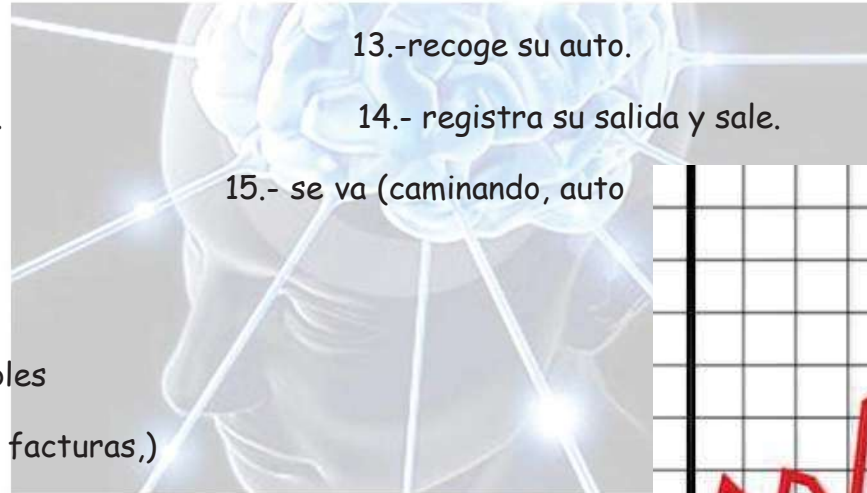 13.-recoge su auto.
14.- registra su salida y sale.
15.- se va (caminando, auto
facturas,)